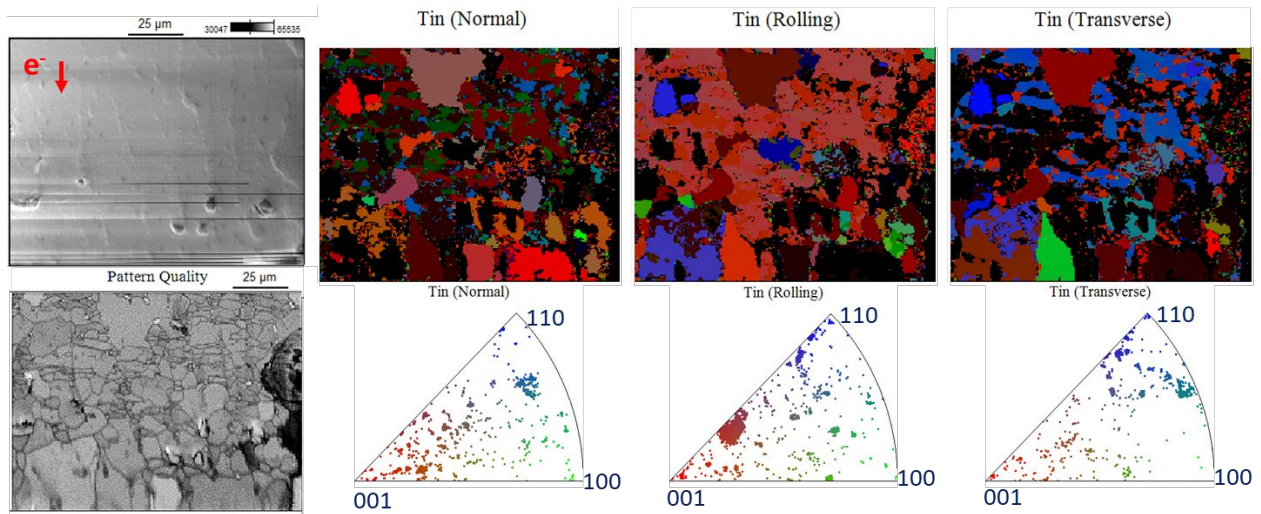 25 µm
30047 65535
e-
Pattern Quality
25 µm
Tin (Normal)
Tin (Rolling)
Tin (Transverse)
Tin (Normal)
110
001
100
Tin (Rolling)
110
001
100
Tin (Transverse)
110
001
100